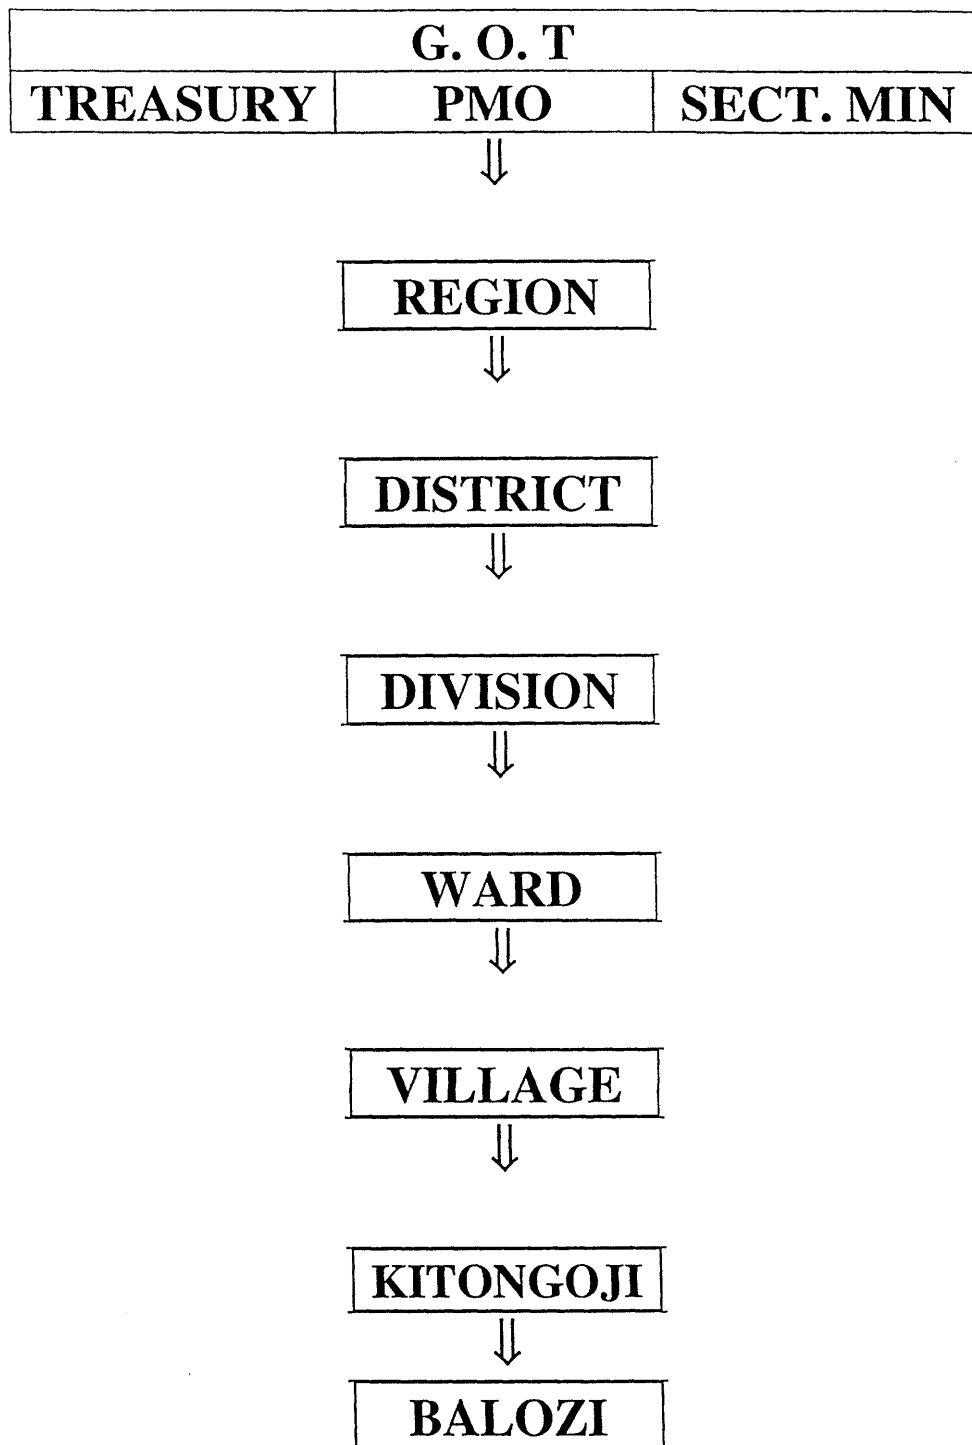 G. O. T
TREASURY PMO SECT. MIN
REGION
DISTRICT
DIVISION
WARD
VILLAGE
KITONGOJI
BALOZI